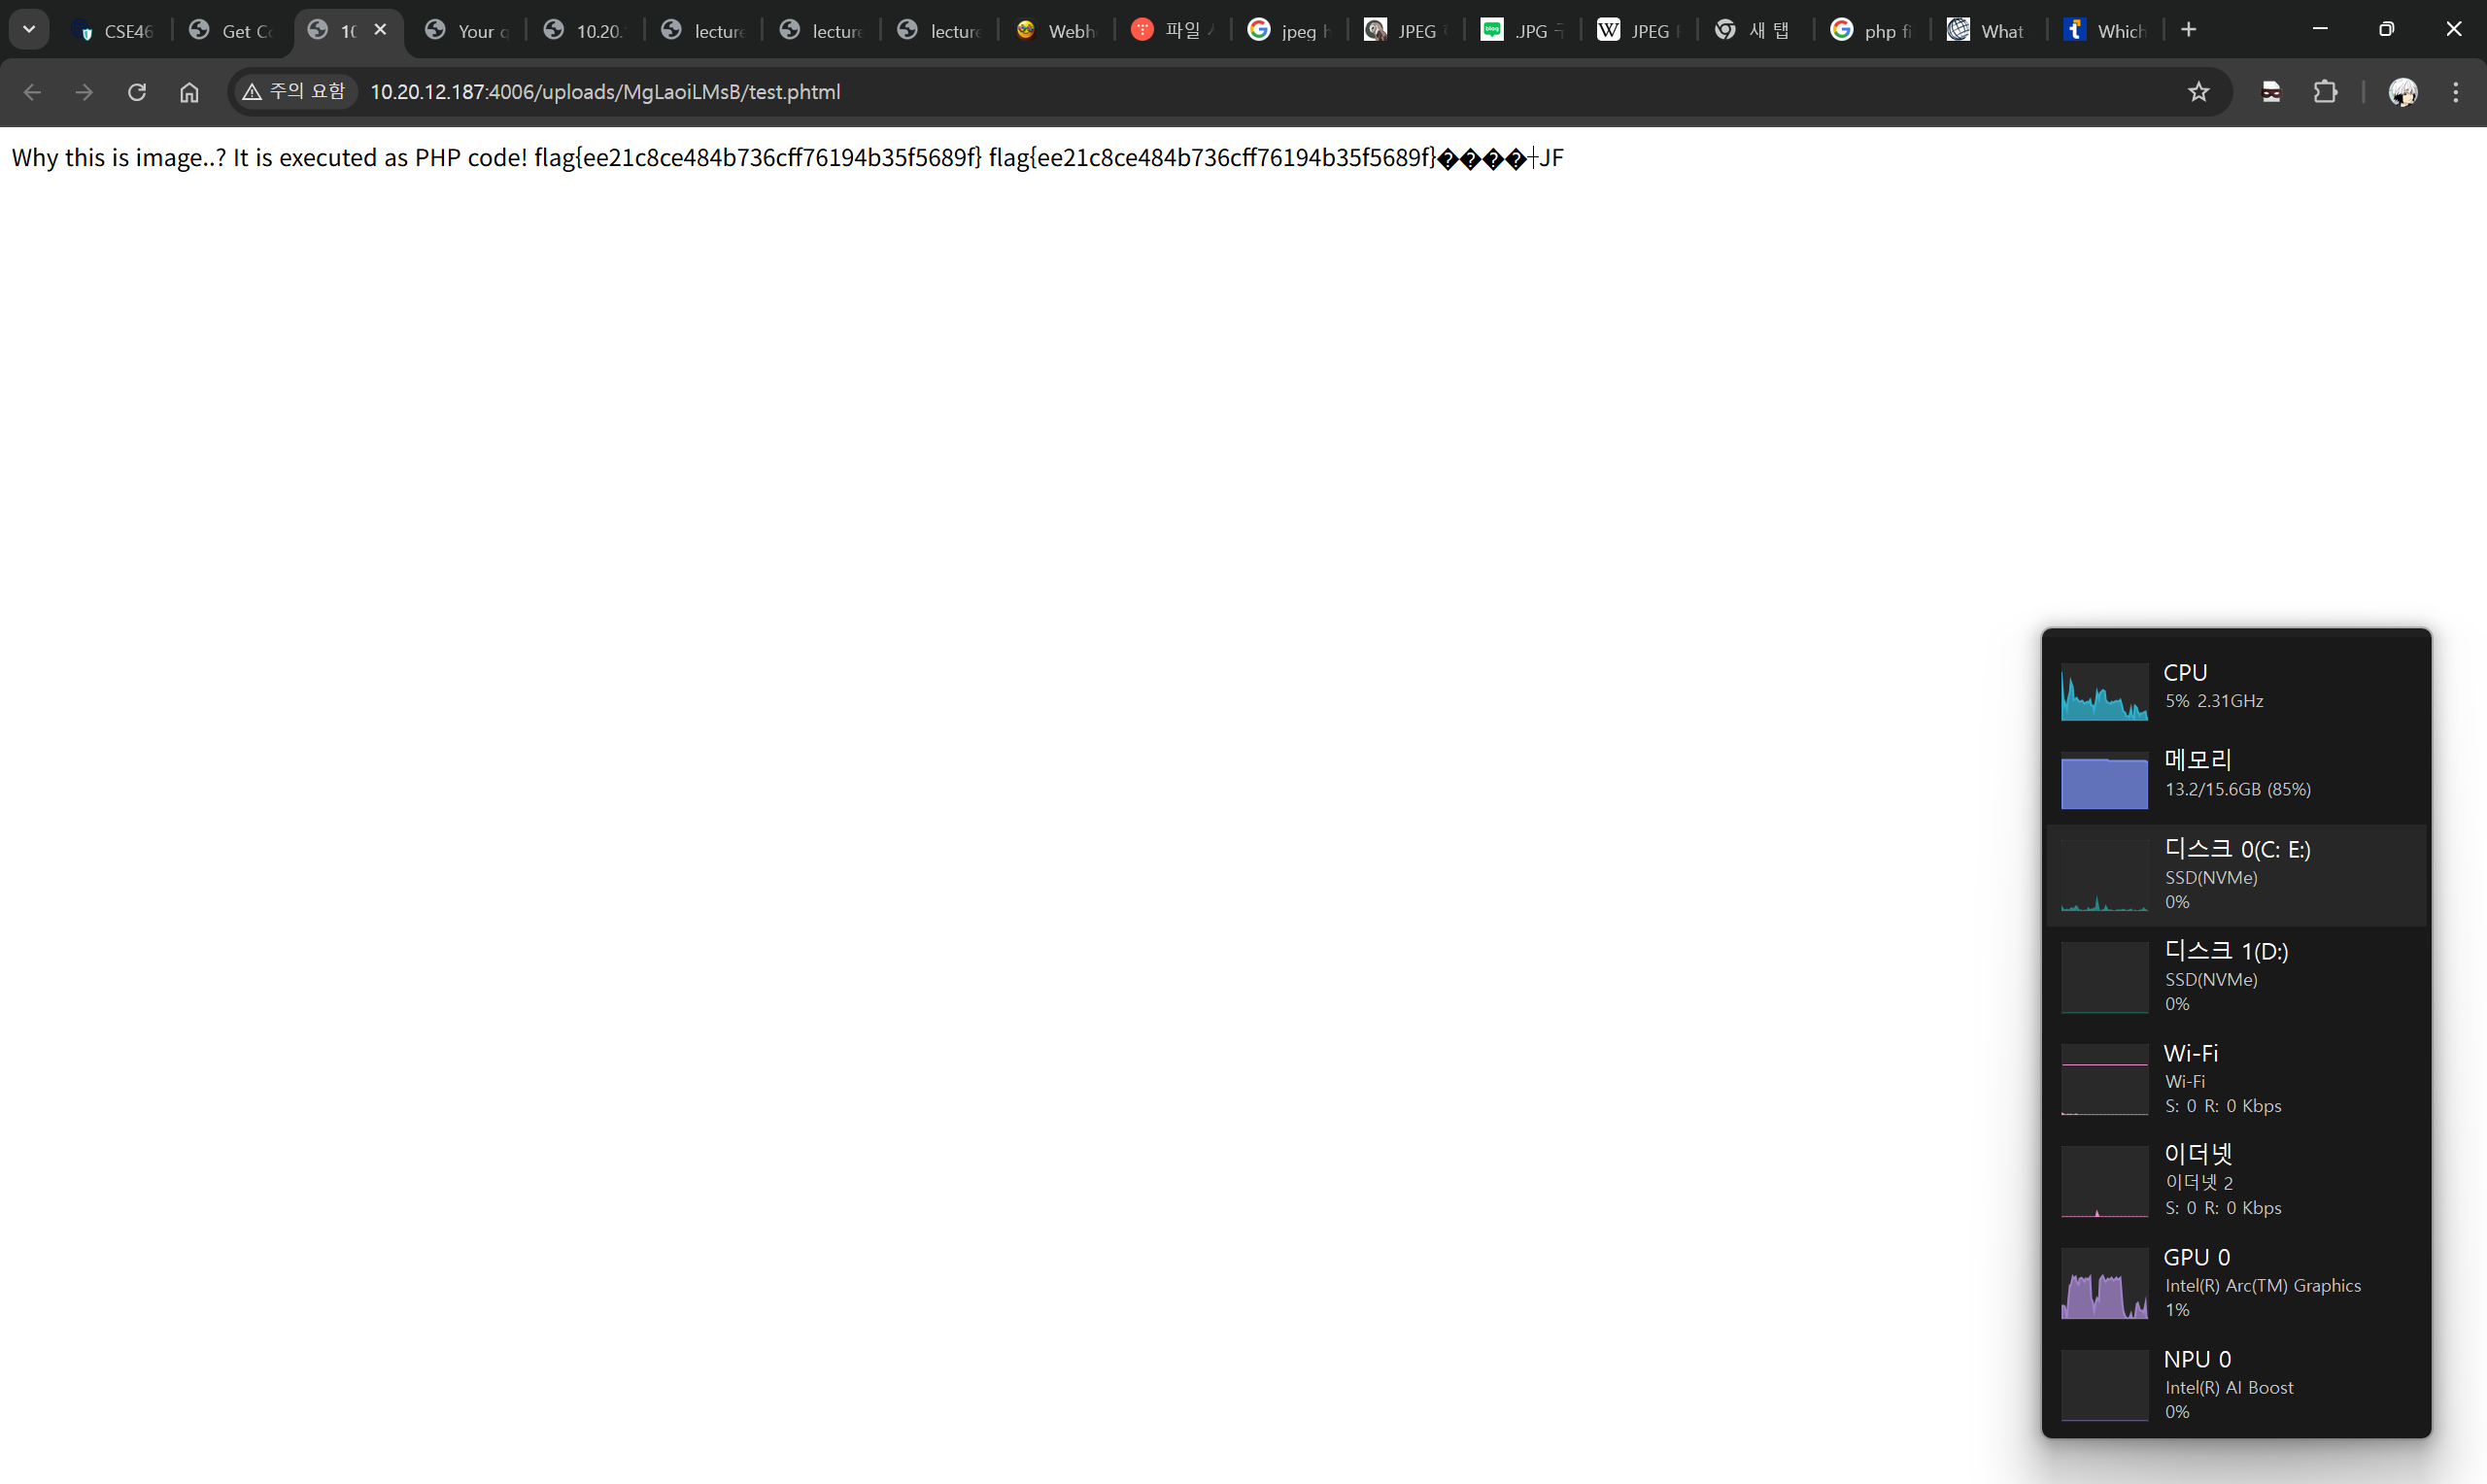 CSE46
Get Co
10
Your q
10.20.
lecture
lecture
lecture
Webh
파일
jpeg h
JPEG
.JPG
JPEG
새 탭
php fi
What
Which
주의 요함
10.20.12.187:4006/uploads/MgLaoiLMsB/test.phtml
Why this is image..? It is executed as PHP code! flag{ee21c8ce484b736cff76194b35f5689f} flag{ee21c8ce484b736cff76194b35f5689f}����┼JF
CPU
5% 2.31GHz
메모리
13.2/15.6GB (85%)
디스크 0(C: E:)
SSD(NVMe)
0%
디스크 1(D:)
SSD(NVMe)
0%
Wi-Fi
Wi-Fi
S: 0 R: 0 Kbps
이더넷
이더넷 2
S: 0 R: 0 Kbps
GPU 0
Intel(R) Arc(TM) Graphics
1%
NPU 0
Intel(R) AI Boost
0%